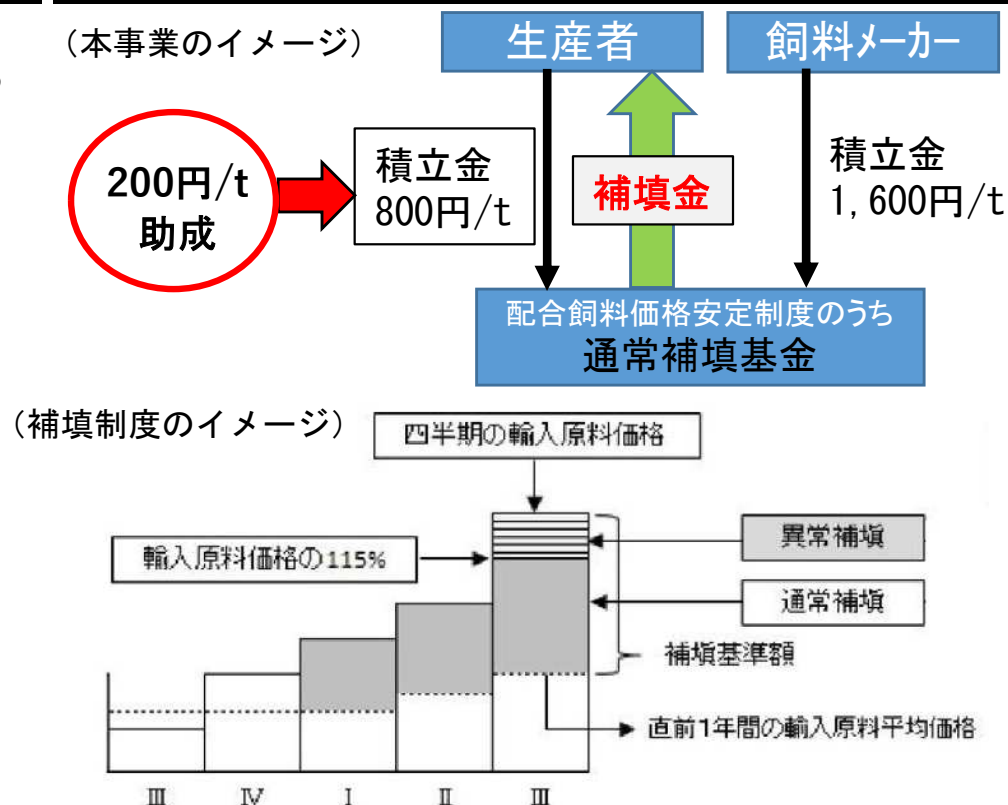 （本事業のイメージ）
生産者
飼料メーカー
200円/t
助成
積立金
800円/t
補填金
積立金
1,600円/t
配合飼料価格安定制度のうち
通常補填基金
（補填制度のイメージ）
四半期の輸入原料価格
輸入原料価格の115%
異常補填
通常補填
補塡基準額
直前1年間の輸入原料平均価格
Ⅲ Ⅳ Ⅰ Ⅱ Ⅲ